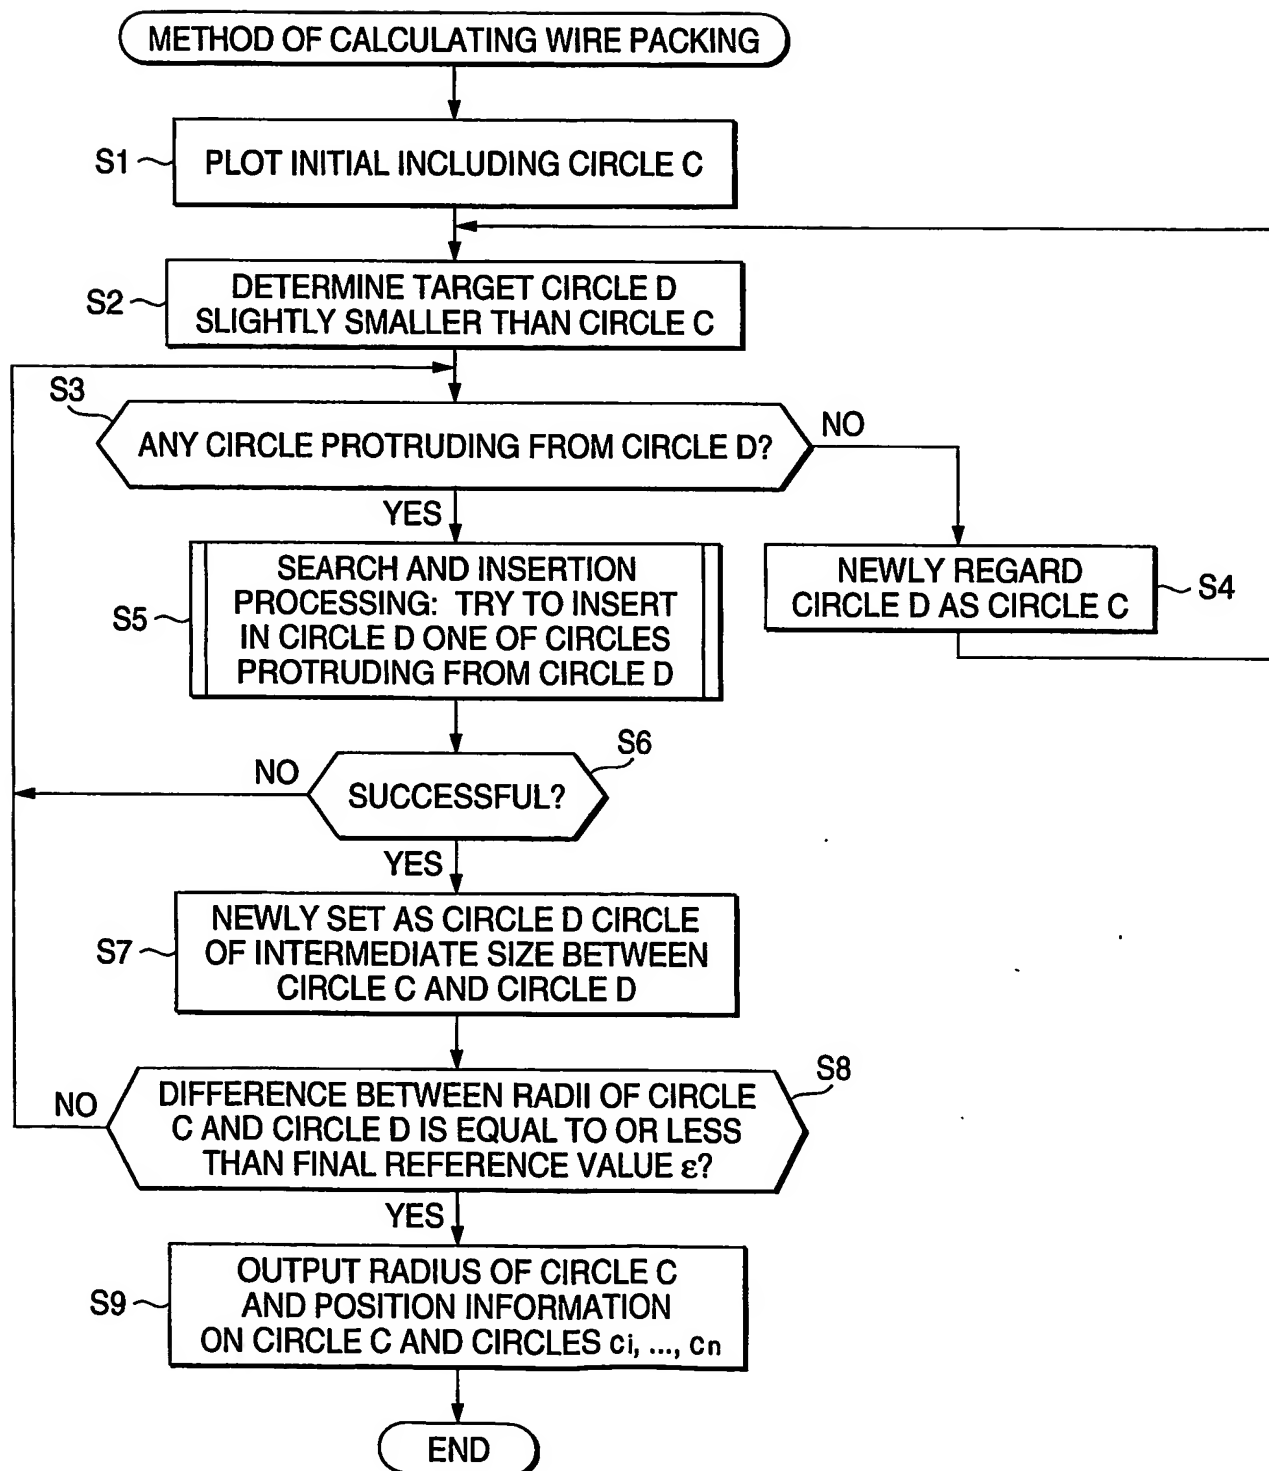 METHOD OF CALCULATING WIRE PACKING
S1
PLOT INITIAL INCLUDING CIRCLE C
S2
DETERMINE TARGET CIRCLE D
SLIGHTLY SMALLER THAN CIRCLE C
S3
ANY CIRCLE PROTRUDING FROM CIRCLE D?
NO
YES
S5
SEARCH AND INSERTION
PROCESSING: TRY TO INSERT
IN CIRCLE D ONE OF CIRCLES
PROTRUDING FROM CIRCLE D
NEWLY REGARD
CIRCLE D AS CIRCLE C
S4
S6
NO
SUCCESSFUL?
YES
S7
NEWLY SET AS CIRCLE D CIRCLE
OF INTERMEDIATE SIZE BETWEEN
CIRCLE C AND CIRCLE D
S8
NO
DIFFERENCE BETWEEN RADII OF CIRCLE
C AND CIRCLE D IS EQUAL TO OR LESS
THAN FINAL REFERENCE VALUE ε?
YES
S9
OUTPUT RADIUS OF CIRCLE C
AND POSITION INFORMATION
ON CIRCLE C AND CIRCLES ci, ..., cn
END